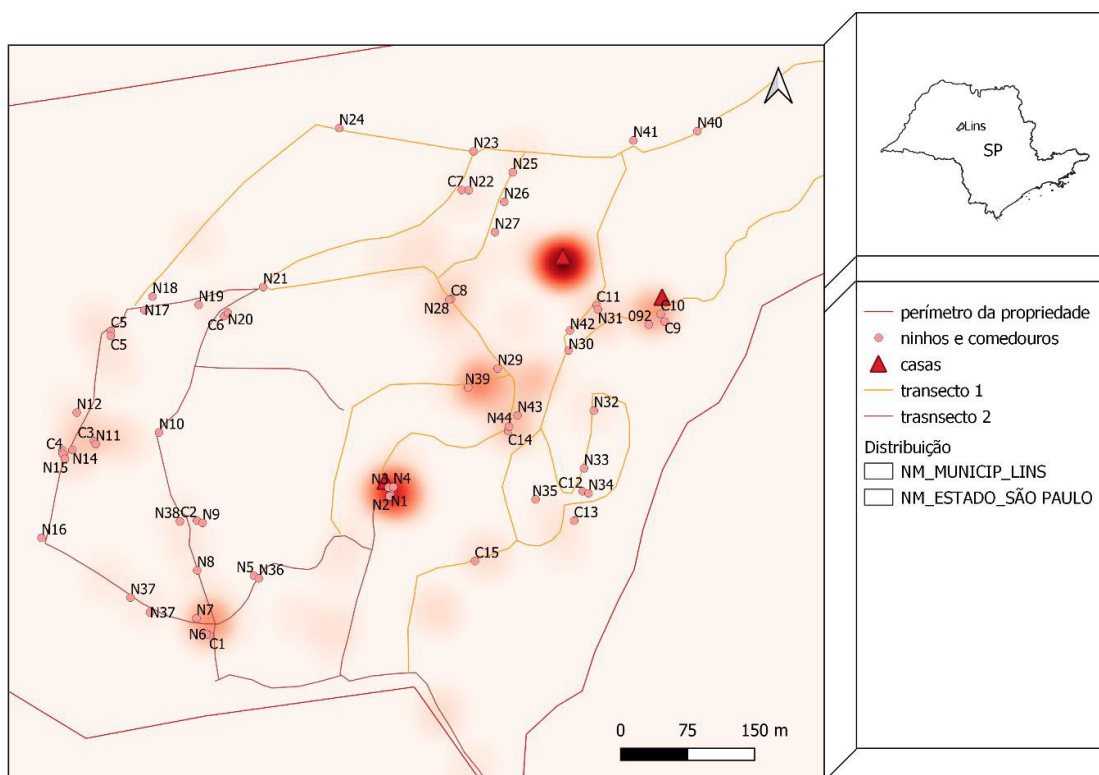 N24
N23
N41
N40
N25
C7 N22
N26
N27
Lins
SP
N18
N17
N19
N21
C6 N20
C5
C5
C8
N28
C11
N31
N42
C10
092
C9
N30
N29
N39
N12
N10
C3 N11
C4
N14
N15
N43
N44
C14
N32
N33
C12 N34
N35
C13
N3 N4
N2 N1
N38 C2 N9
N16
N8
N5 N36
C15
N37
N37
N7
N6
C1
0 75 150 m
perímetro da propriedade
ninhos e comedouros
casas
transecto 1
trasnsecto 2
Distribuição
NM_MUNICIP_LINS
NM_ESTADO_SÃO PAULO